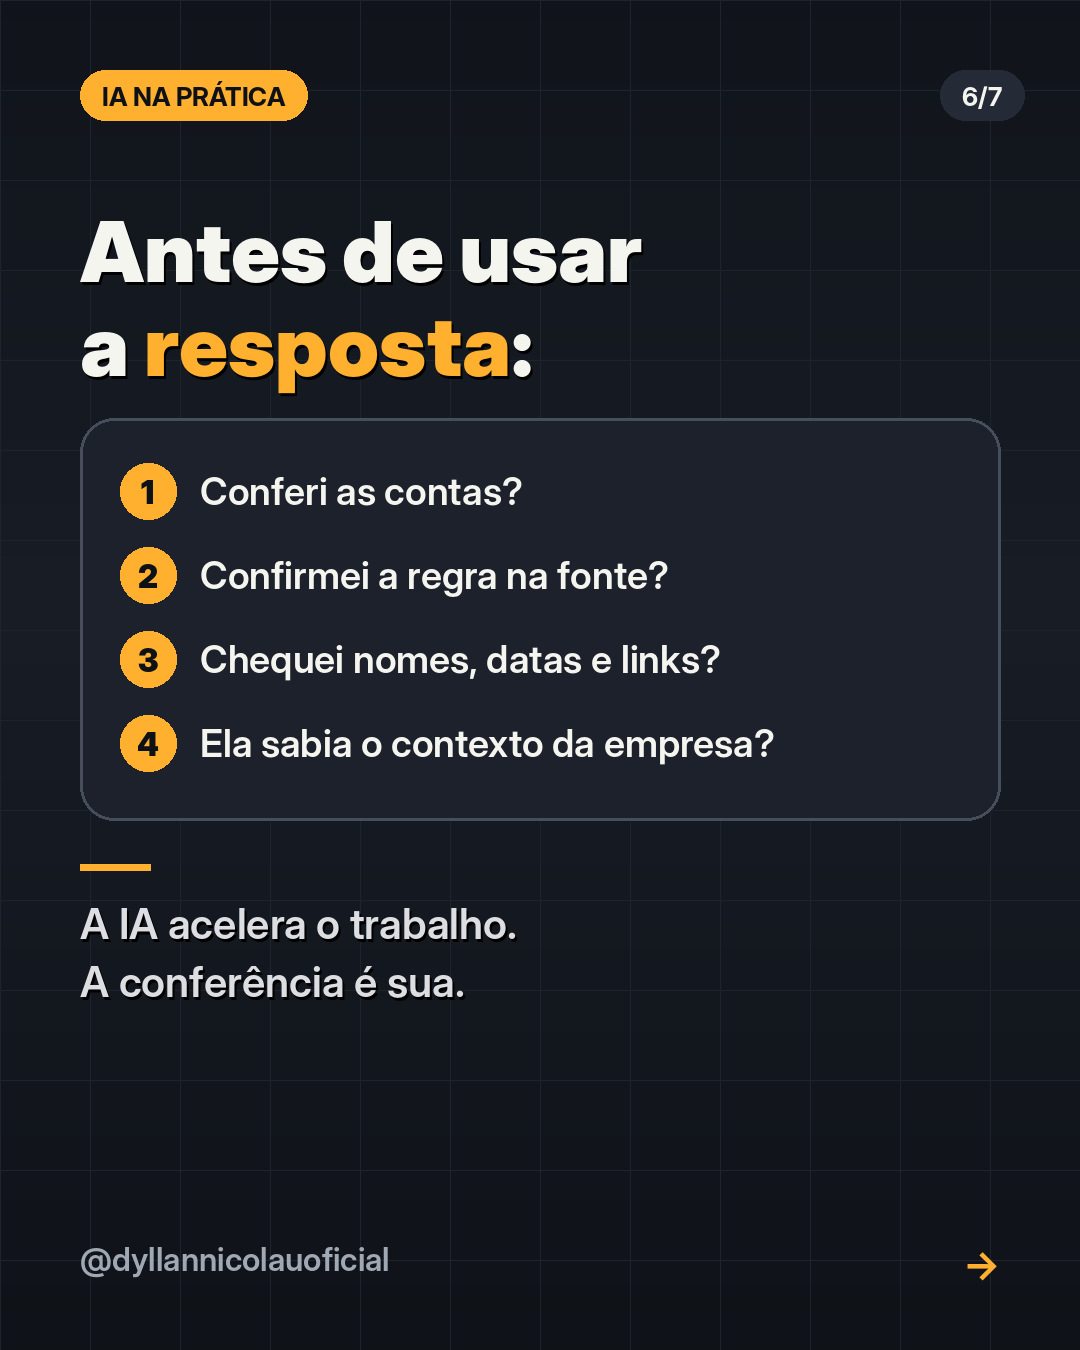 IA NA PRÁTICA
6/7
Antes de usar
a resposta:
1 Conferi as contas?
2 Confirmei a regra na fonte?
3 Chequei nomes, datas e links?
4 Ela sabia o contexto da empresa?
A IA acelera o trabalho.
A conferência é sua.
@dyllannicolauoficial
→